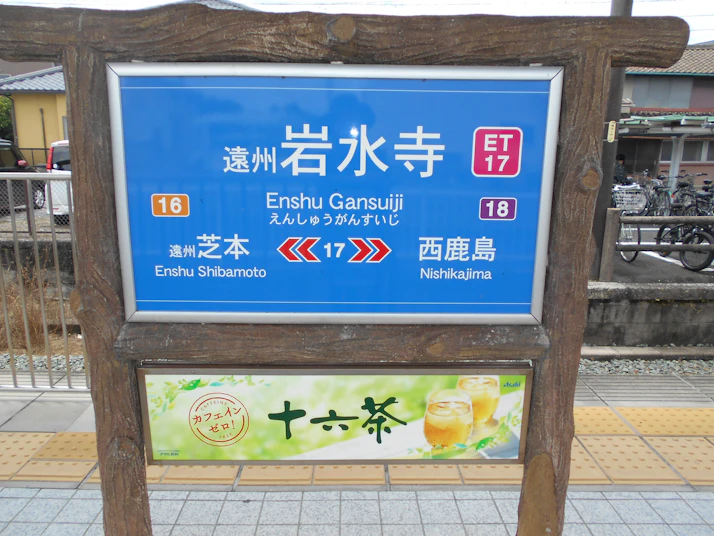 遠州岩水寺
ET
17
Enshu Gansuiji
えんしゅうがんすいじ
16
18
遠州芝本
17
西鹿島
Enshu Shibamoto
Nishikajima
Asahi
カフェイン
ゼロ!
十六茶